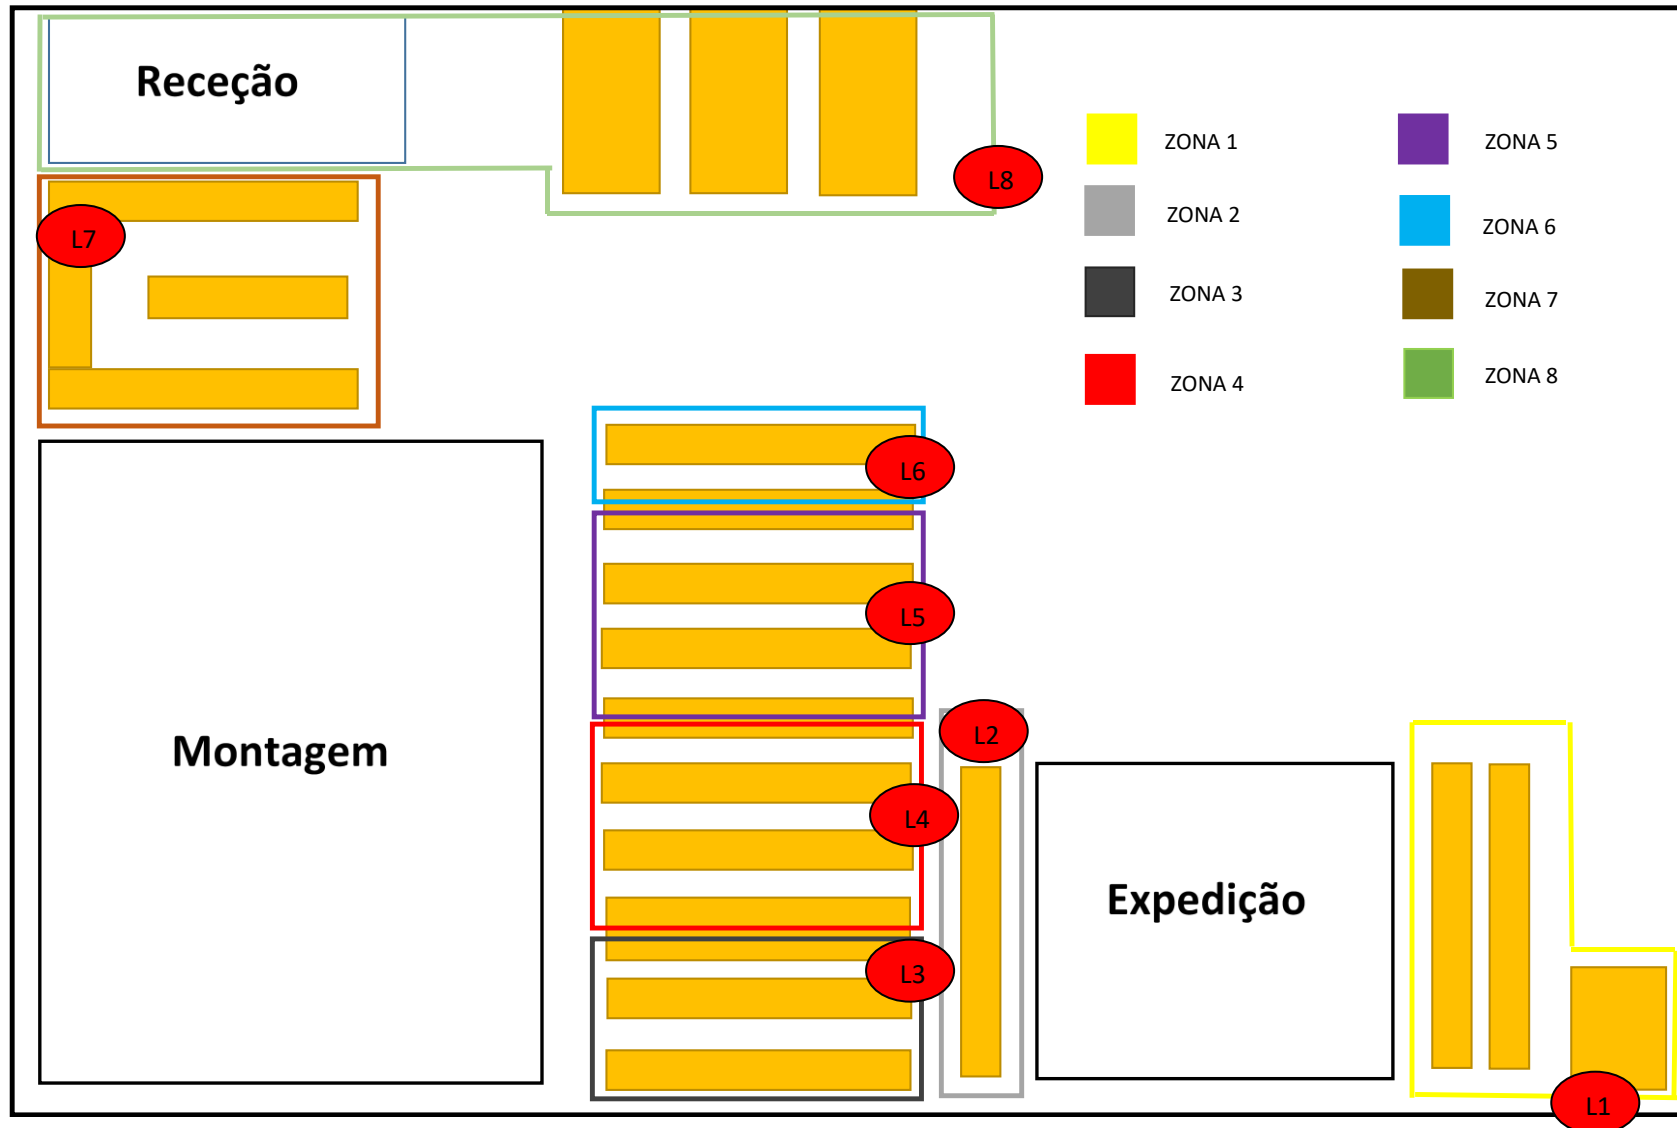 Receção
L8
ZONA 1
ZONA 5
ZONA 2
ZONA 6
L7
ZONA 3
ZONA 7
ZONA 4
ZONA 8
L6
L5
L2
Montagem
L4
Expedição
L3
L1